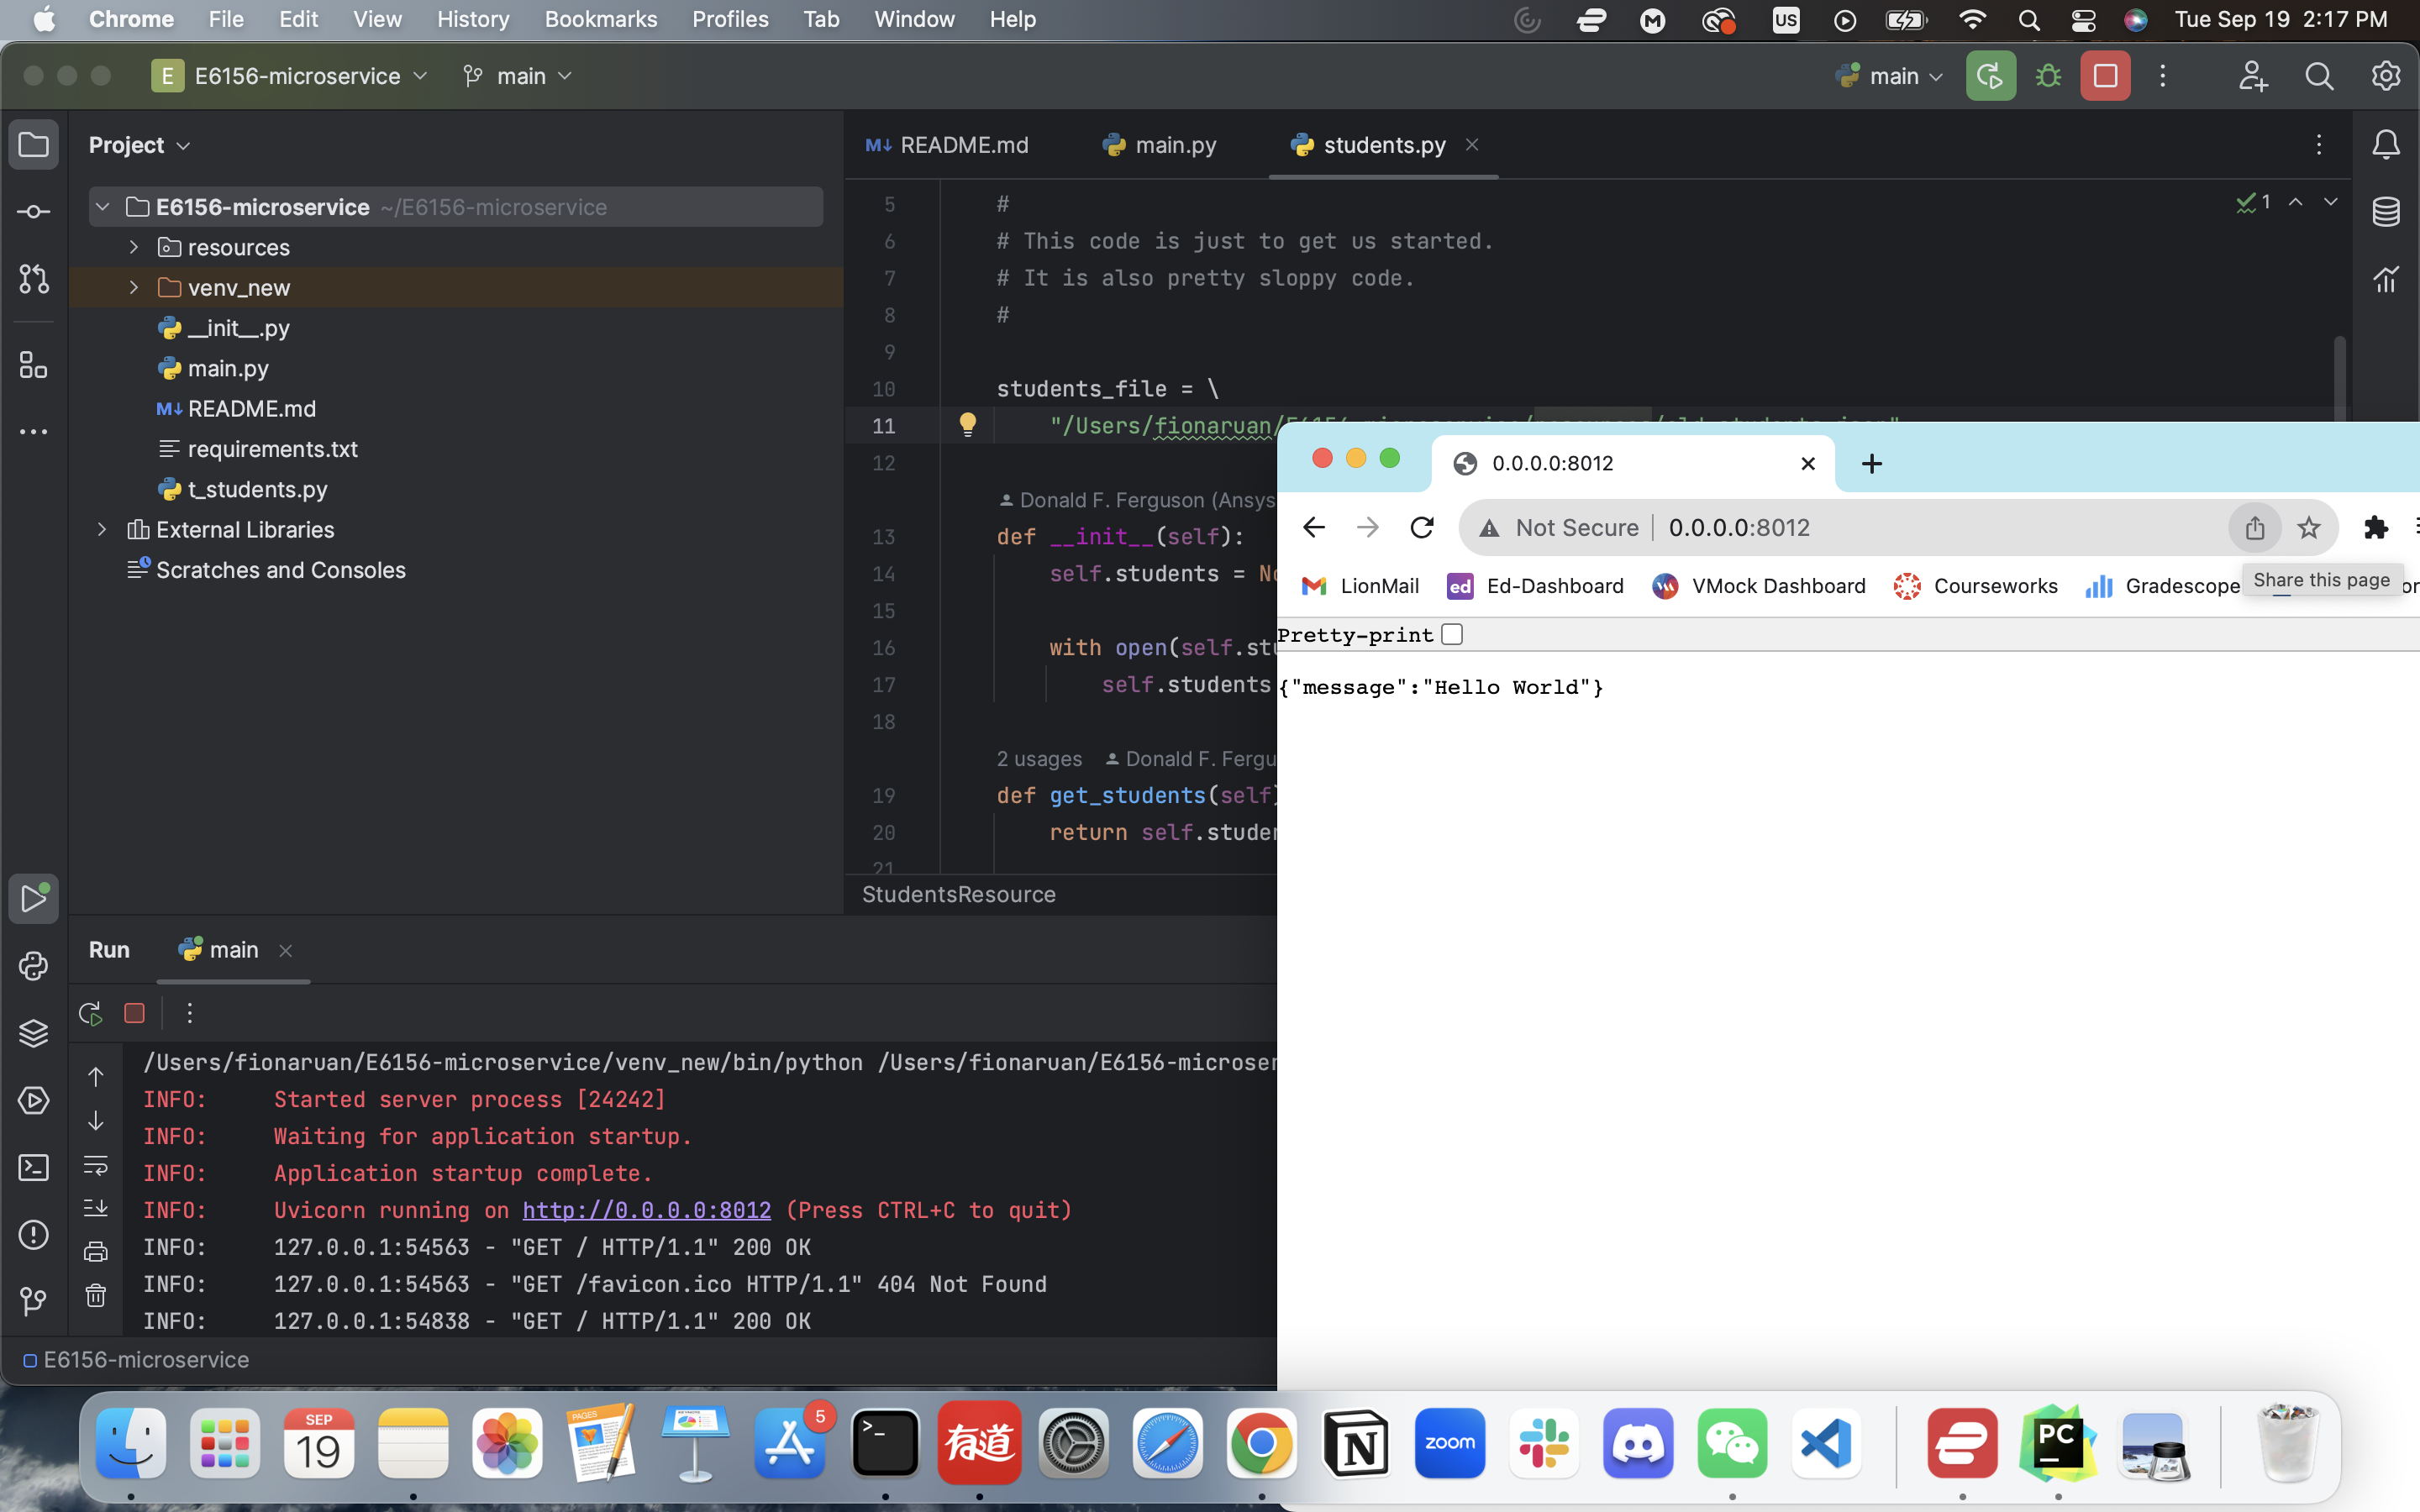 Chrome File Edit View History Bookmarks Profiles Tab Window Help US Tue Sep 19 2:17 PM
E E6156-microservice main main
Project
E6156-microservice ~/E6156-microservice
resources
venv_new
__init__.py
main.py
M↓ README.md
requirements.txt
t_students.py
External Libraries
Scratches and Consoles
M↓ README.md main.py students.py
1
5 #
6 # This code is just to get us started.
7 # It is also pretty sloppy code.
8 #
9
10 students_file = \
11 "/Users/fionaruan/
12
Donald F. Ferguson (Ansys
13 def __init__(self):
14 self.students =
15
16 with open(self.
17 self.students
18
2 usages Donald F.
19 def get_students(self
20 return self.
21
StudentsResource
0.0.0.0:8012
Not Secure 0.0.0.0:8012
LionMail ed Ed-Dashboard VMock Dashboard Courseworks Gradescope
Share this page
Pretty-print
{"message":"Hello World"}
Run main
/Users/fionaruan/E6156-microservice/venv_new/bin/python /Users/fionaruan/
INFO: Started server process [24242]
INFO: Waiting for application startup.
INFO: Application startup complete.
INFO: Uvicorn running on http://0.0.0.0:8012 (Press CTRL+C to quit)
INFO: 127.0.0.1:54563 - "GET / HTTP/1.1" 200 OK
INFO: 127.0.0.1:54563 - "GET /favicon.ico HTTP/1.1" 404 Not Found
INFO: 127.0.0.1:54838 - "GET / HTTP/1.1" 200 OK
E6156-microservice
SEP
19
PAGES
5
>_
有道
N
zoom
PC